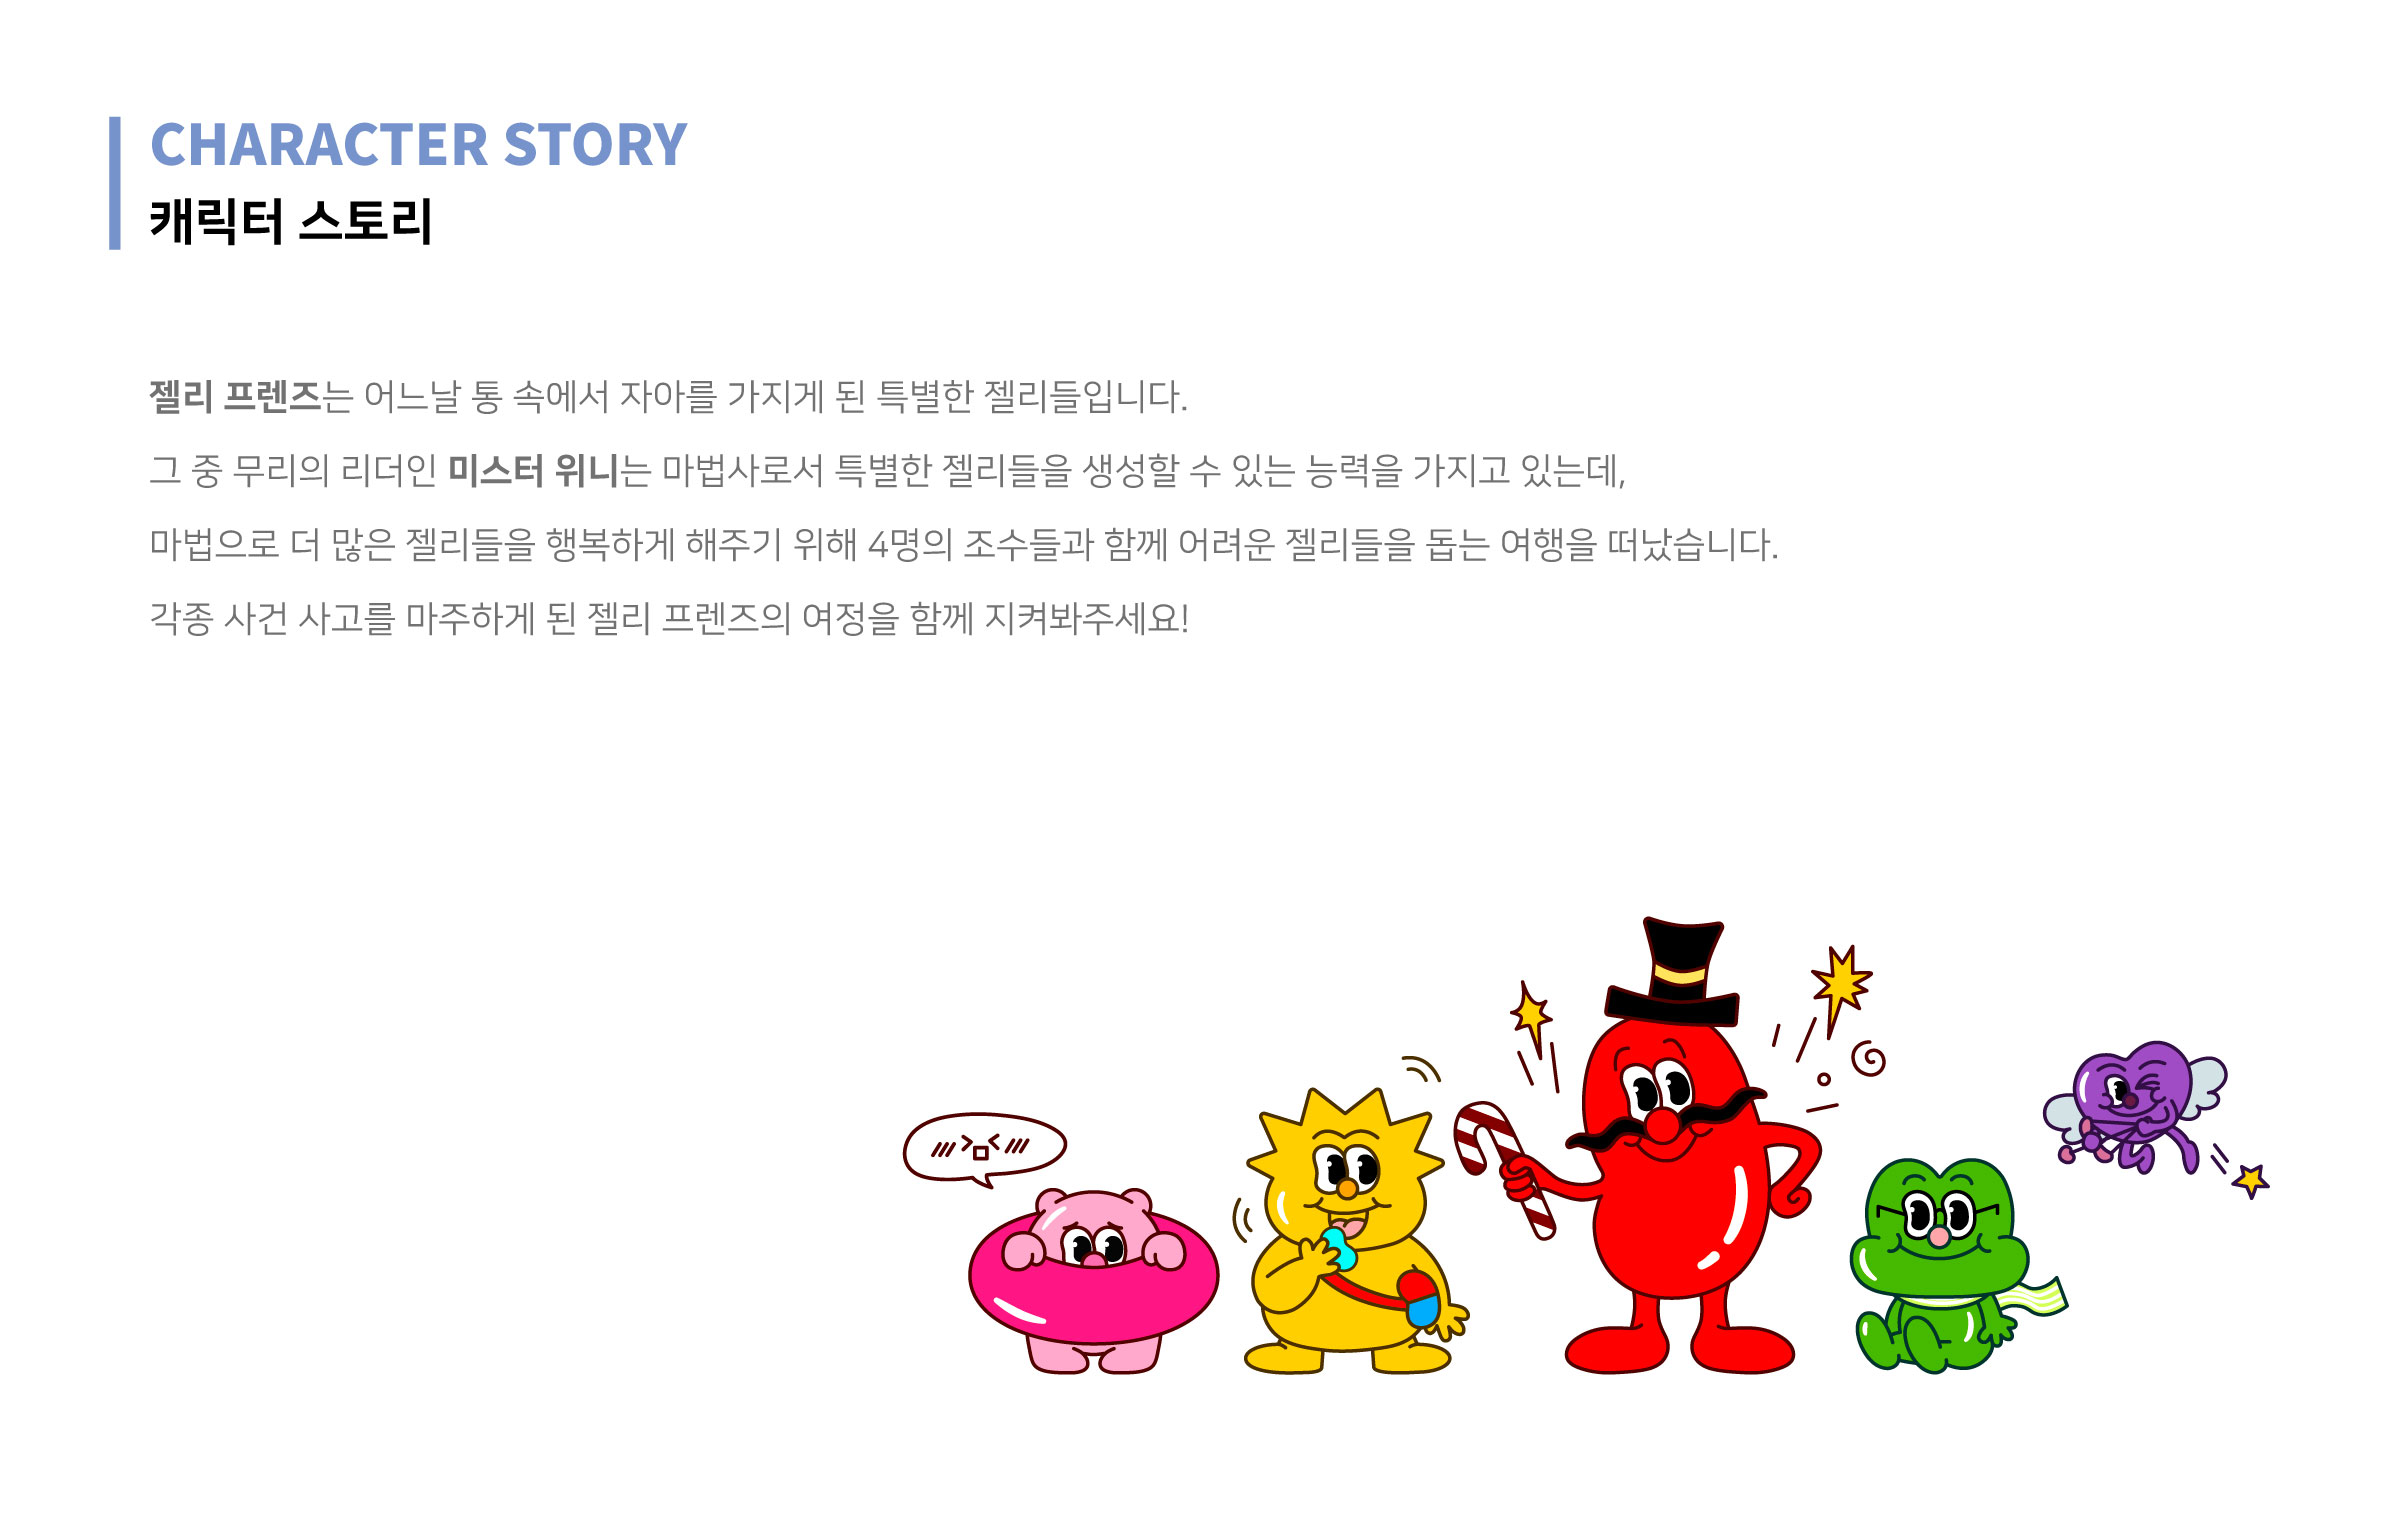 CHARACTER STORY
캐릭터 스토리
젤리 프렌즈는 어느날 통 속에서 자아를 가지게 된 특별한 젤리들입니다.
그 중 무리의 리더인 미스터 위니는 마법사로서 특별한 젤리들을 생성할 수 있는 능력을 가지고 있는데,
마법으로 더 많은 젤리들을 행복하게 해주기 위해 4명의 조수들과 함께 어려운 젤리들을 돕는 여행을 떠났습니다.
각종 사건 사고를 마주하게 된 젤리 프렌즈의 여정을 함께 지켜봐주세요!